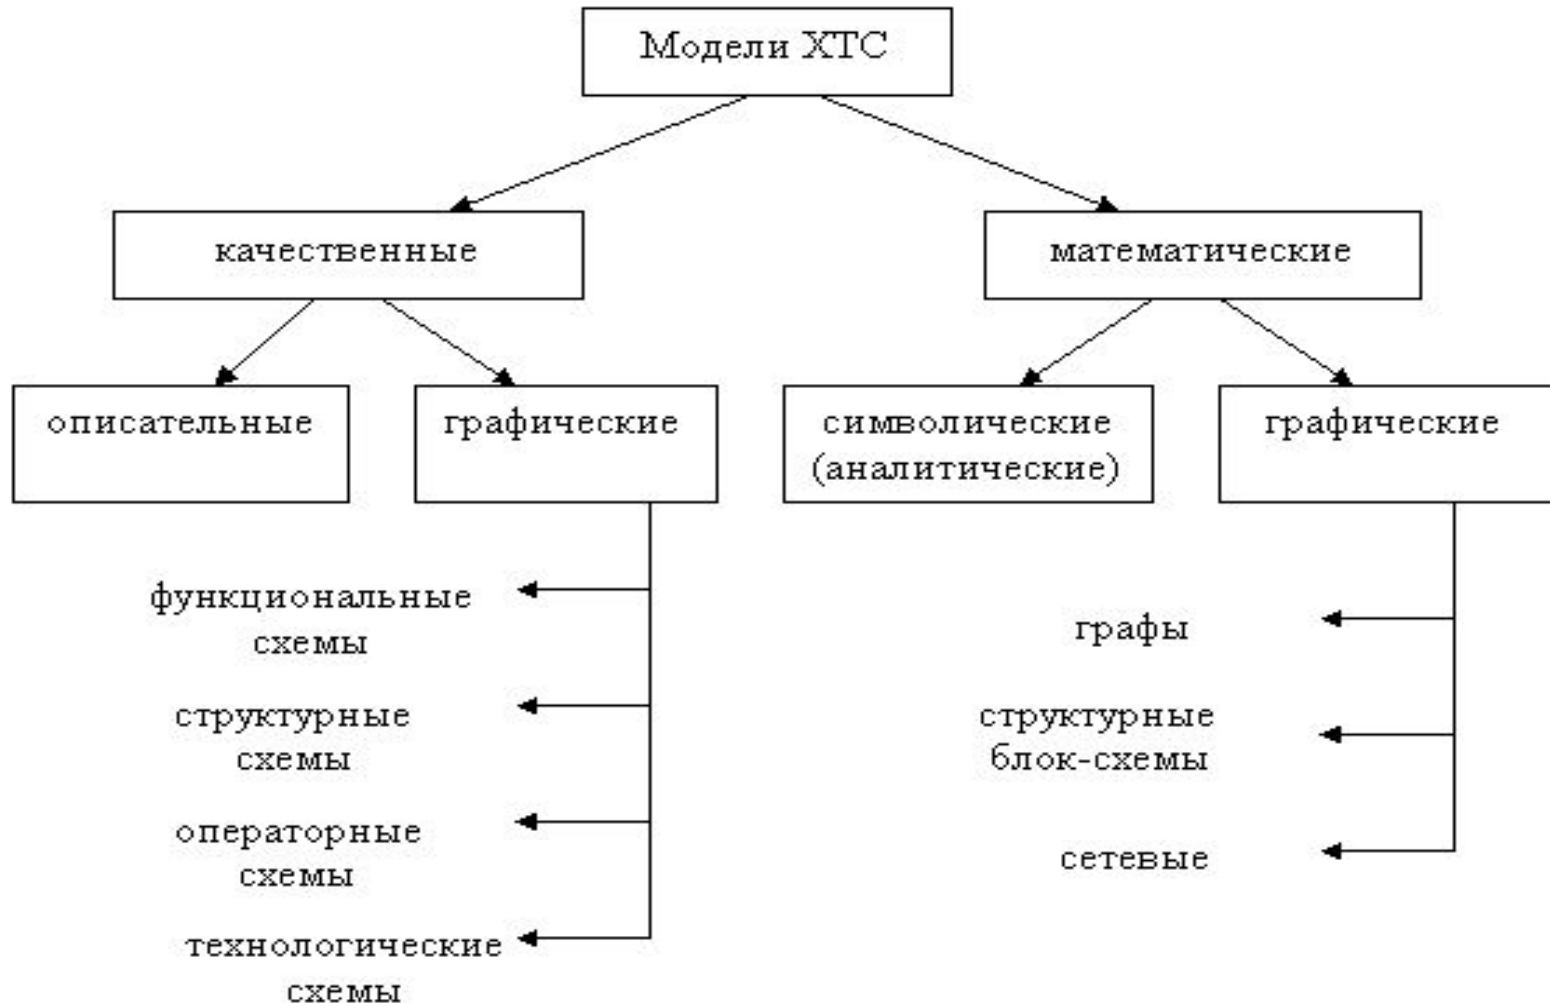 Модели ХТС
качественные
математические
описательные
графические
символические
(аналитические)
графические
функциональные
схемы
структурные
схемы
операторные
схемы
технологические
схемы
графы
структурные
блок-схемы
сетевые